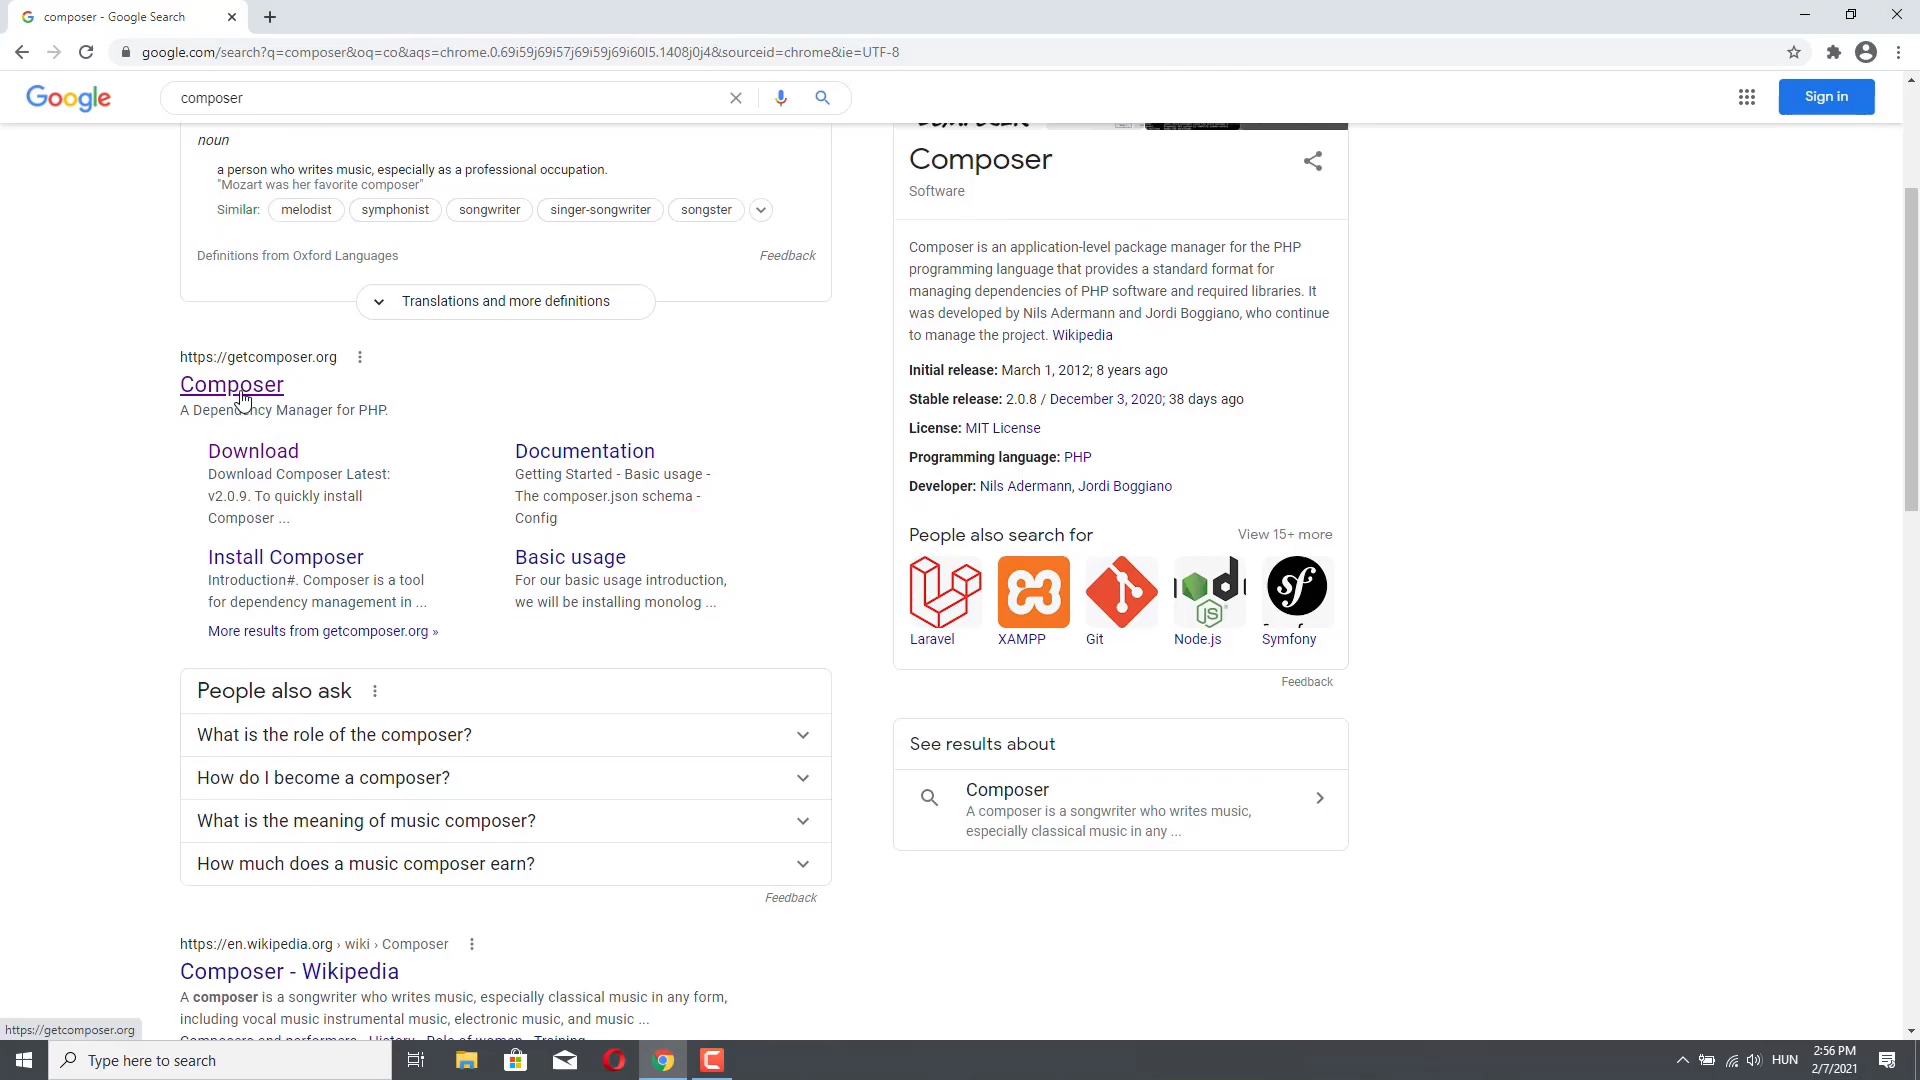 composer - Google Search
google.com/search?q=composer&oq=co&aqs=chrome.0.69i59j69i57j69i59j69i60l5.1408j0j4&sourceid=chrome&ie=UTF-8
Google
composer
Sign in
noun
a person who writes music, especially as a professional occupation.
"Mozart was her favorite composer"
Similar: melodist symphonist songwriter singer-songwriter songster
Definitions from Oxford Languages Feedback
Translations and more definitions
https://getcomposer.org
Composer
A Dependency Manager for PHP.
Download
Download Composer Latest:
v2.0.9. To quickly install
Composer ...
Documentation
Getting Started - Basic usage -
The composer.json schema -
Config
Install Composer
Introduction#. Composer is a tool
for dependency management in ...
Basic usage
For our basic usage introduction,
we will be installing monolog ...
More results from getcomposer.org »
People also ask
What is the role of the composer?
How do I become a composer?
What is the meaning of music composer?
How much does a music composer earn?
Feedback
https://en.wikipedia.org › wiki › Composer
Composer - Wikipedia
A composer is a songwriter who writes music, especially classical music in any form,
including vocal music instrumental music, electronic music, and music ...
Composers and performers · History · Role of women · Training
Composer
Software
Composer is an application-level package manager for the PHP
programming language that provides a standard format for
managing dependencies of PHP software and required libraries. It
was developed by Nils Adermann and Jordi Boggiano, who continue
to manage the project. Wikipedia
Initial release: March 1, 2012; 8 years ago
Stable release: 2.0.8 / December 3, 2020; 38 days ago
License: MIT License
Programming language: PHP
Developer: Nils Adermann, Jordi Boggiano
People also search for View 15+ more
Laravel XAMPP Git Node.js Symfony
Feedback
See results about
Composer
A composer is a songwriter who writes music,
especially classical music in any ...
https://getcomposer.org
Type here to search
HUN
2:56 PM
2/7/2021